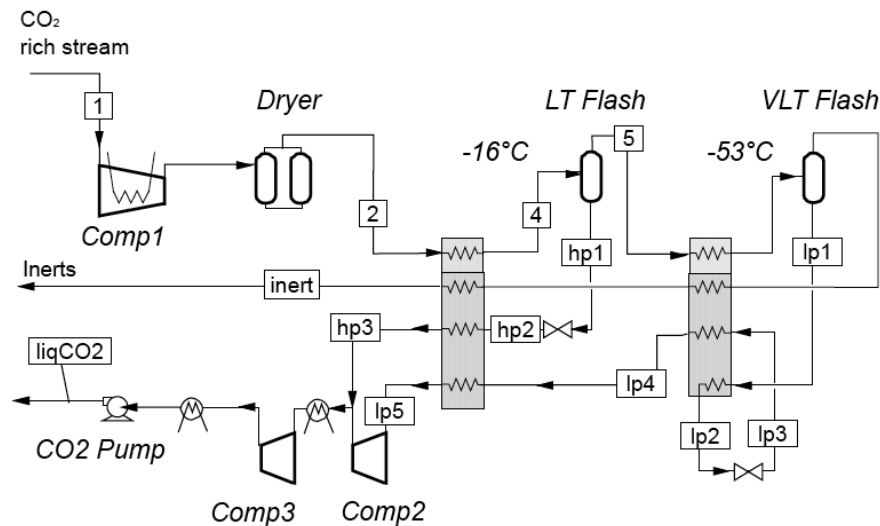 CO₂
rich stream
1
Dryer
LT Flash
VLT Flash
-16°C
5
-53°C
Comp1
2
4
hp1
lp1
Inerts
inert
hp3
hp2
liqCO2
lp4
lp5
lp2
lp3
CO2 Pump
Comp3
Comp2